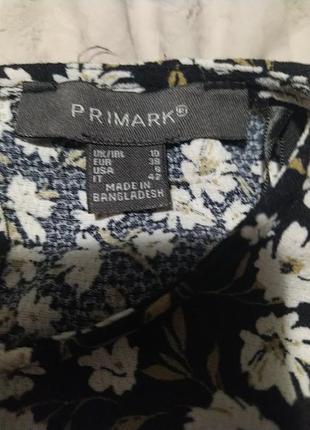 PRIMARK®
UK/IRL 10
EUR 38
USA 6
IT 42
MADE IN
BANGLADESH